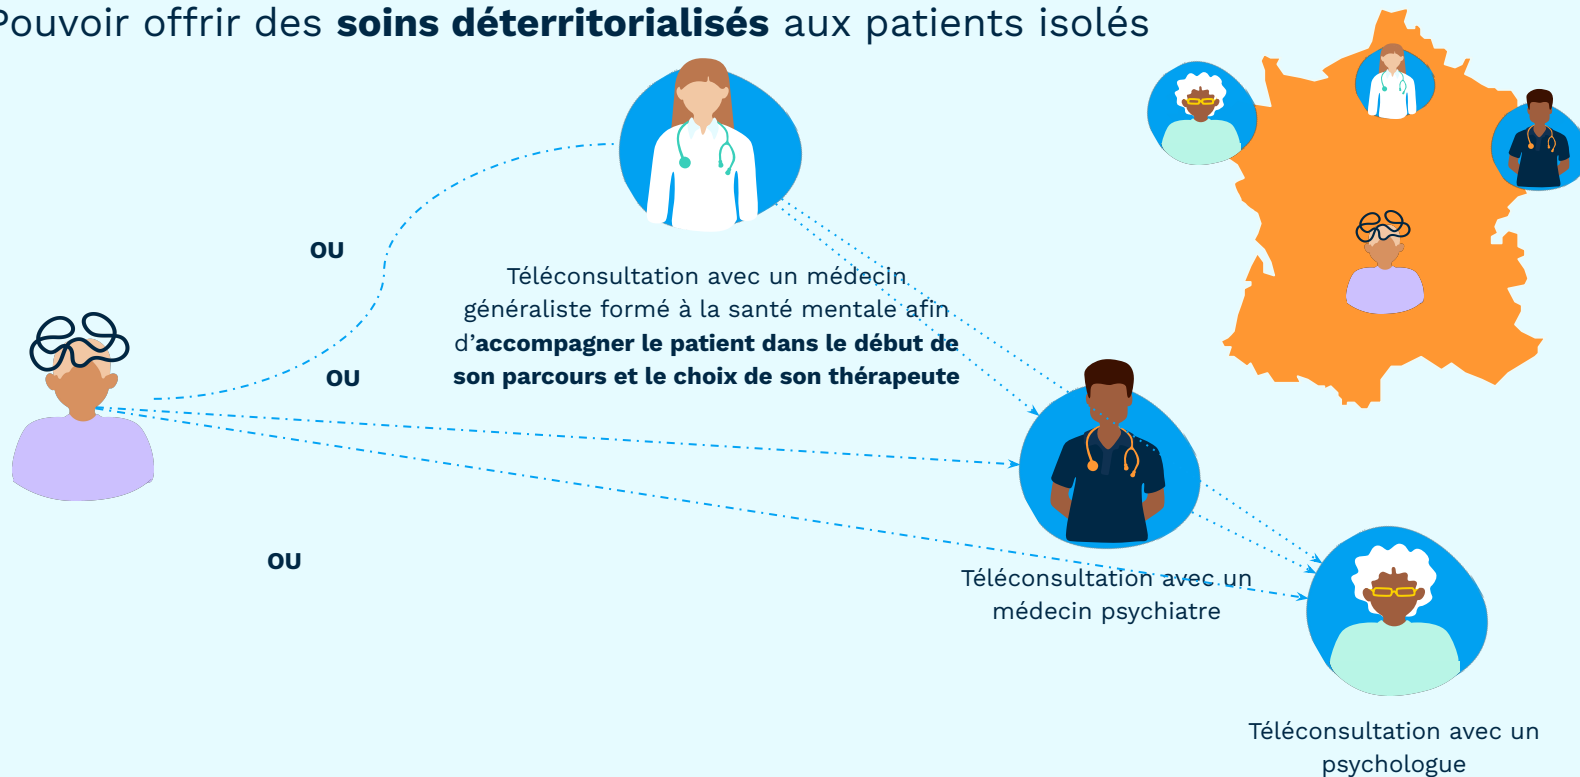 Pouvoir offrir des soins déterritorialisés aux patients isolés
OU
Téléconsultation avec un médecin
généraliste formé à la santé mentale afin
d’accompagner le patient dans le début de
son parcours et le choix de son thérapeute
OU
OU
Téléconsultation avec un
médecin psychiatre
Téléconsultation avec un
psychologue